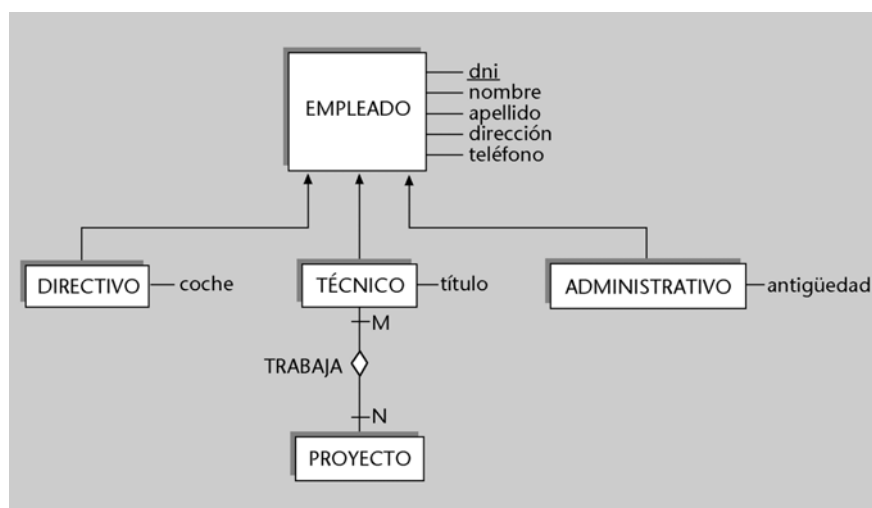 dni
nombre
EMPLEADO
apellido
dirección
teléfono
DIRECTIVO
coche
TÉCNICO
título
ADMINISTRATIVO
antigüedad
M
TRABAJA
N
PROYECTO